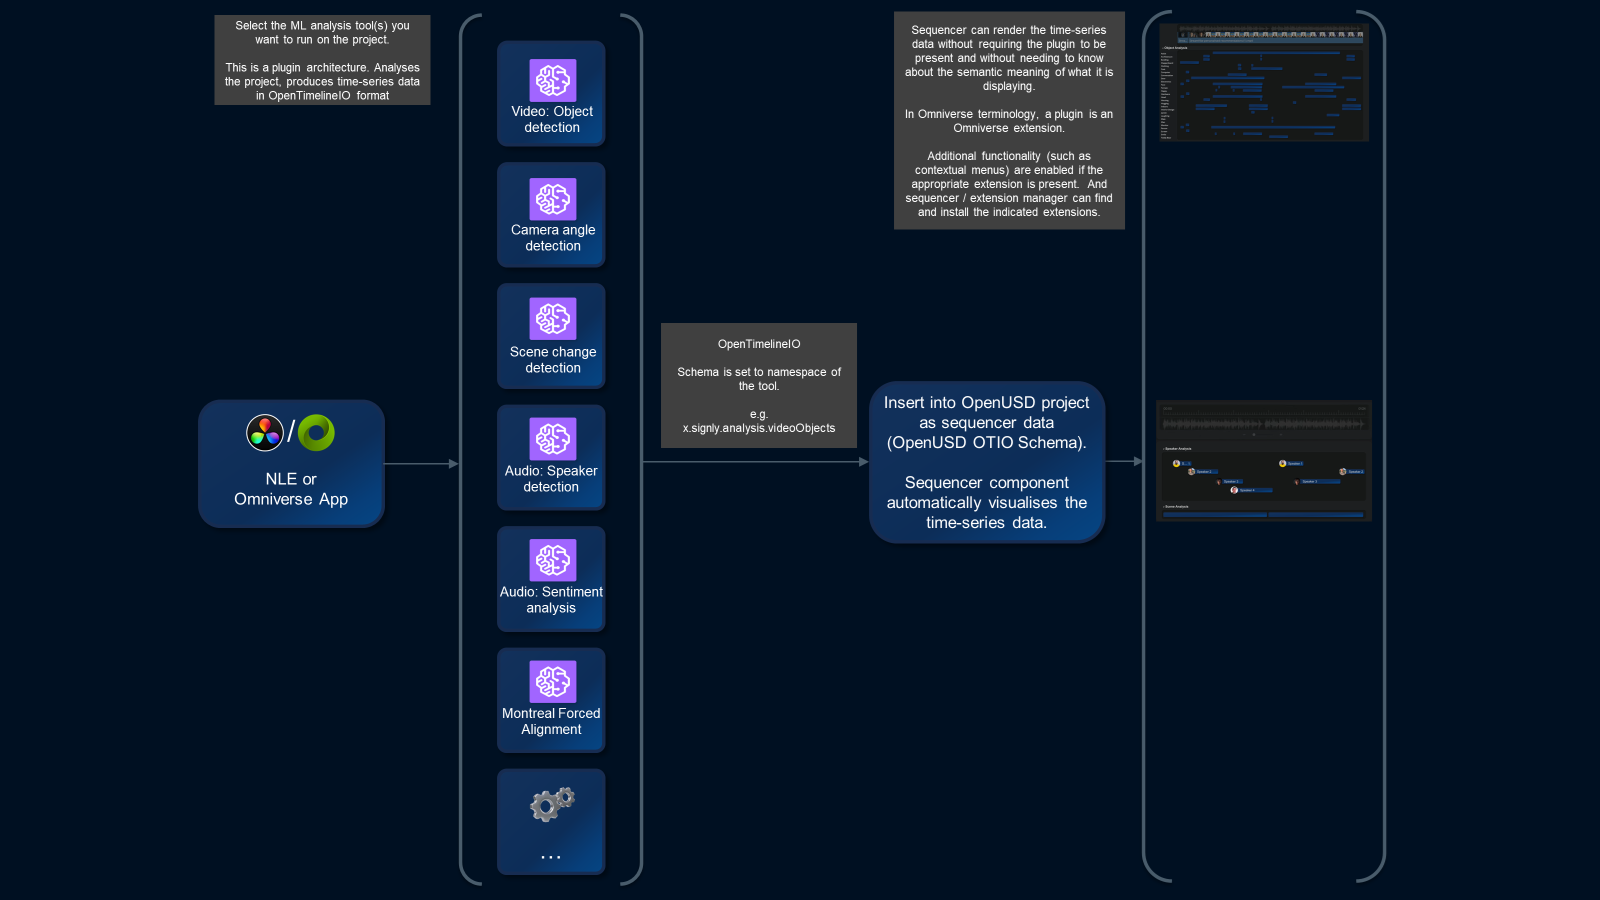 Select the ML analysis tool(s) you
want to run on the project.
This is a plugin architecture. Analyses
the project, produces time-series data
in OpenTimelineIO format
/
NLE or
Omniverse App
Video: Object
detection
Camera angle
detection
Scene change
detection
Audio: Speaker
detection
Audio: Sentiment
analysis
Montreal Forced
Alignment
...
OpenTimelineIO
Schema is set to namespace of
the tool.
e.g.
x.signly.analysis.videoObjects
Sequencer can render the time-series
data without requiring the plugin to be
present and without needing to know
about the semantic meaning of what it is
displaying.
In Omniverse terminology, a plugin is an
Omniverse extension.
Additional functionality (such as
contextual menus) are enabled if the
appropriate extension is present. And
sequencer / extension manager can find
and install the indicated extensions.
Insert into OpenUSD project
as sequencer data
(OpenUSD OTIO Schema).
Sequencer component
automatically visualises the
time-series data.
Object Analysis
Speaker Analysis